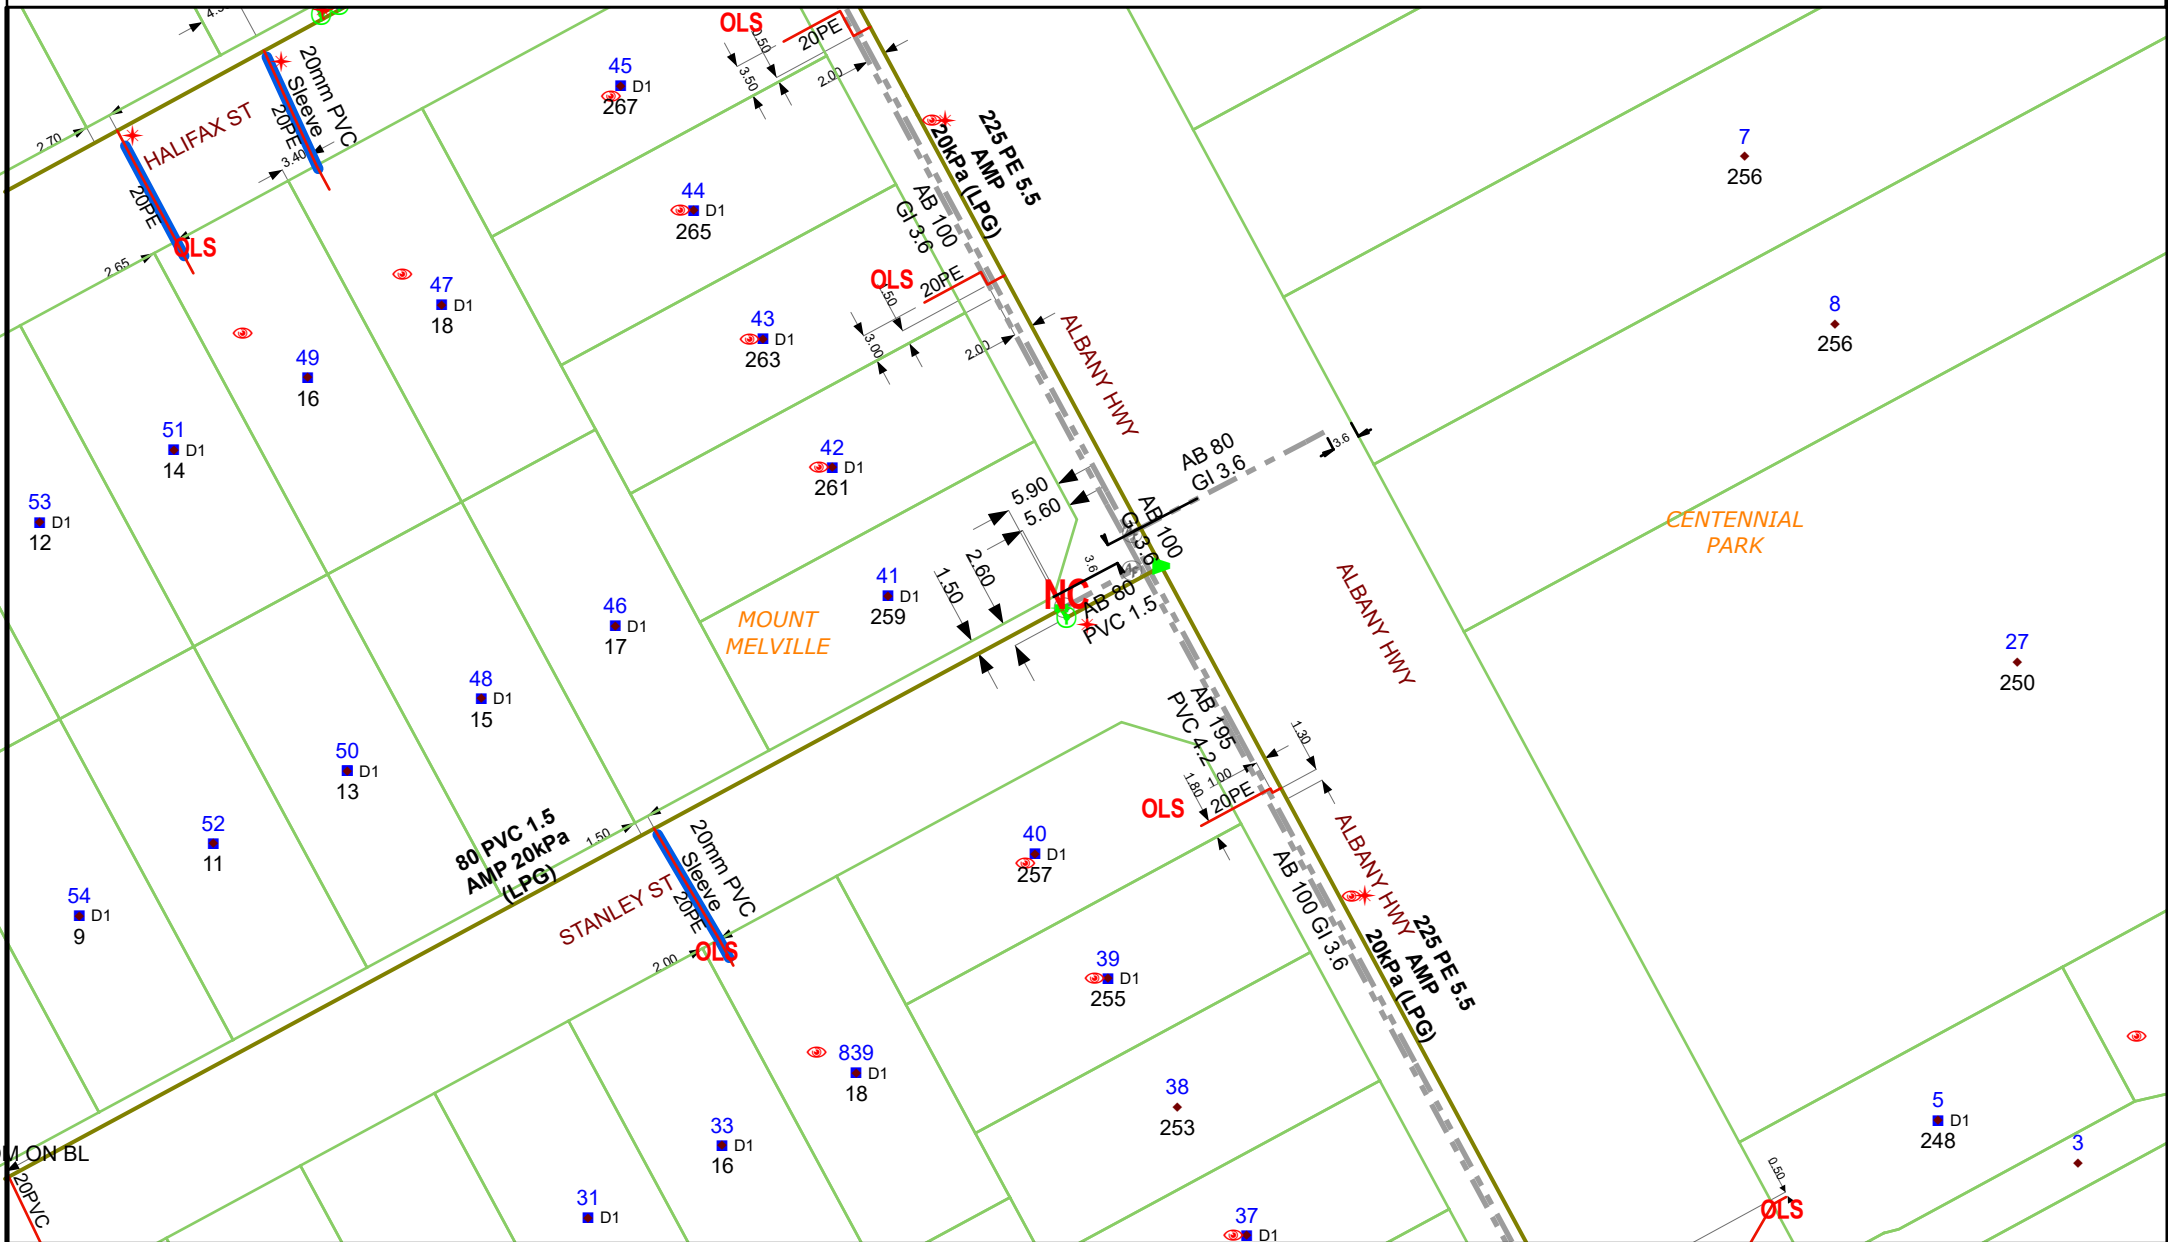 OLS
20PE
0.50
3.50
2.00
45
D1
267
20mm PVC
Sleeve
20PE
HALIFAX ST
2.70
3.40
20PE
OLS
2.65
225 PE 5.5
AMP
20kPa (LPG)
AB 100
GI 3.6
7
256
44
D1
265
47
D1
18
OLS
20PE
3.00
2.00
43
D1
263
ALBANY HWY
8
256
49
16
51
D1
14
42
D1
261
AB 80
GI 3.6
3.6
5.90
5.60
AB 100
GI 3.6
53
D1
12
CENTENNIAL
PARK
41
D1
259
1.50
2.60
3.6
NC
AB 80
PVC 1.5
ALBANY HWY
46
D1
17
MOUNT
MELVILLE
27
250
48
D1
15
AB 195
PVC 4.2
1.30
50
D1
13
1.80
1.00
OLS
20PE
52
11
80 PVC 1.5
AMP 20kPa
(LPG)
1.50
20mm PVC
Sleeve
20PE
STANLEY ST
OLS
2.00
40
D1
257
ALBANY HWY
AB 100 GI 3.6
225 PE 5.5
AMP
20kPa (LPG)
54
D1
9
39
D1
255
839
D1
18
38
253
5
D1
248
3
33
D1
16
ON BL
20PVC
31
D1
37
D1
0.50
OLS